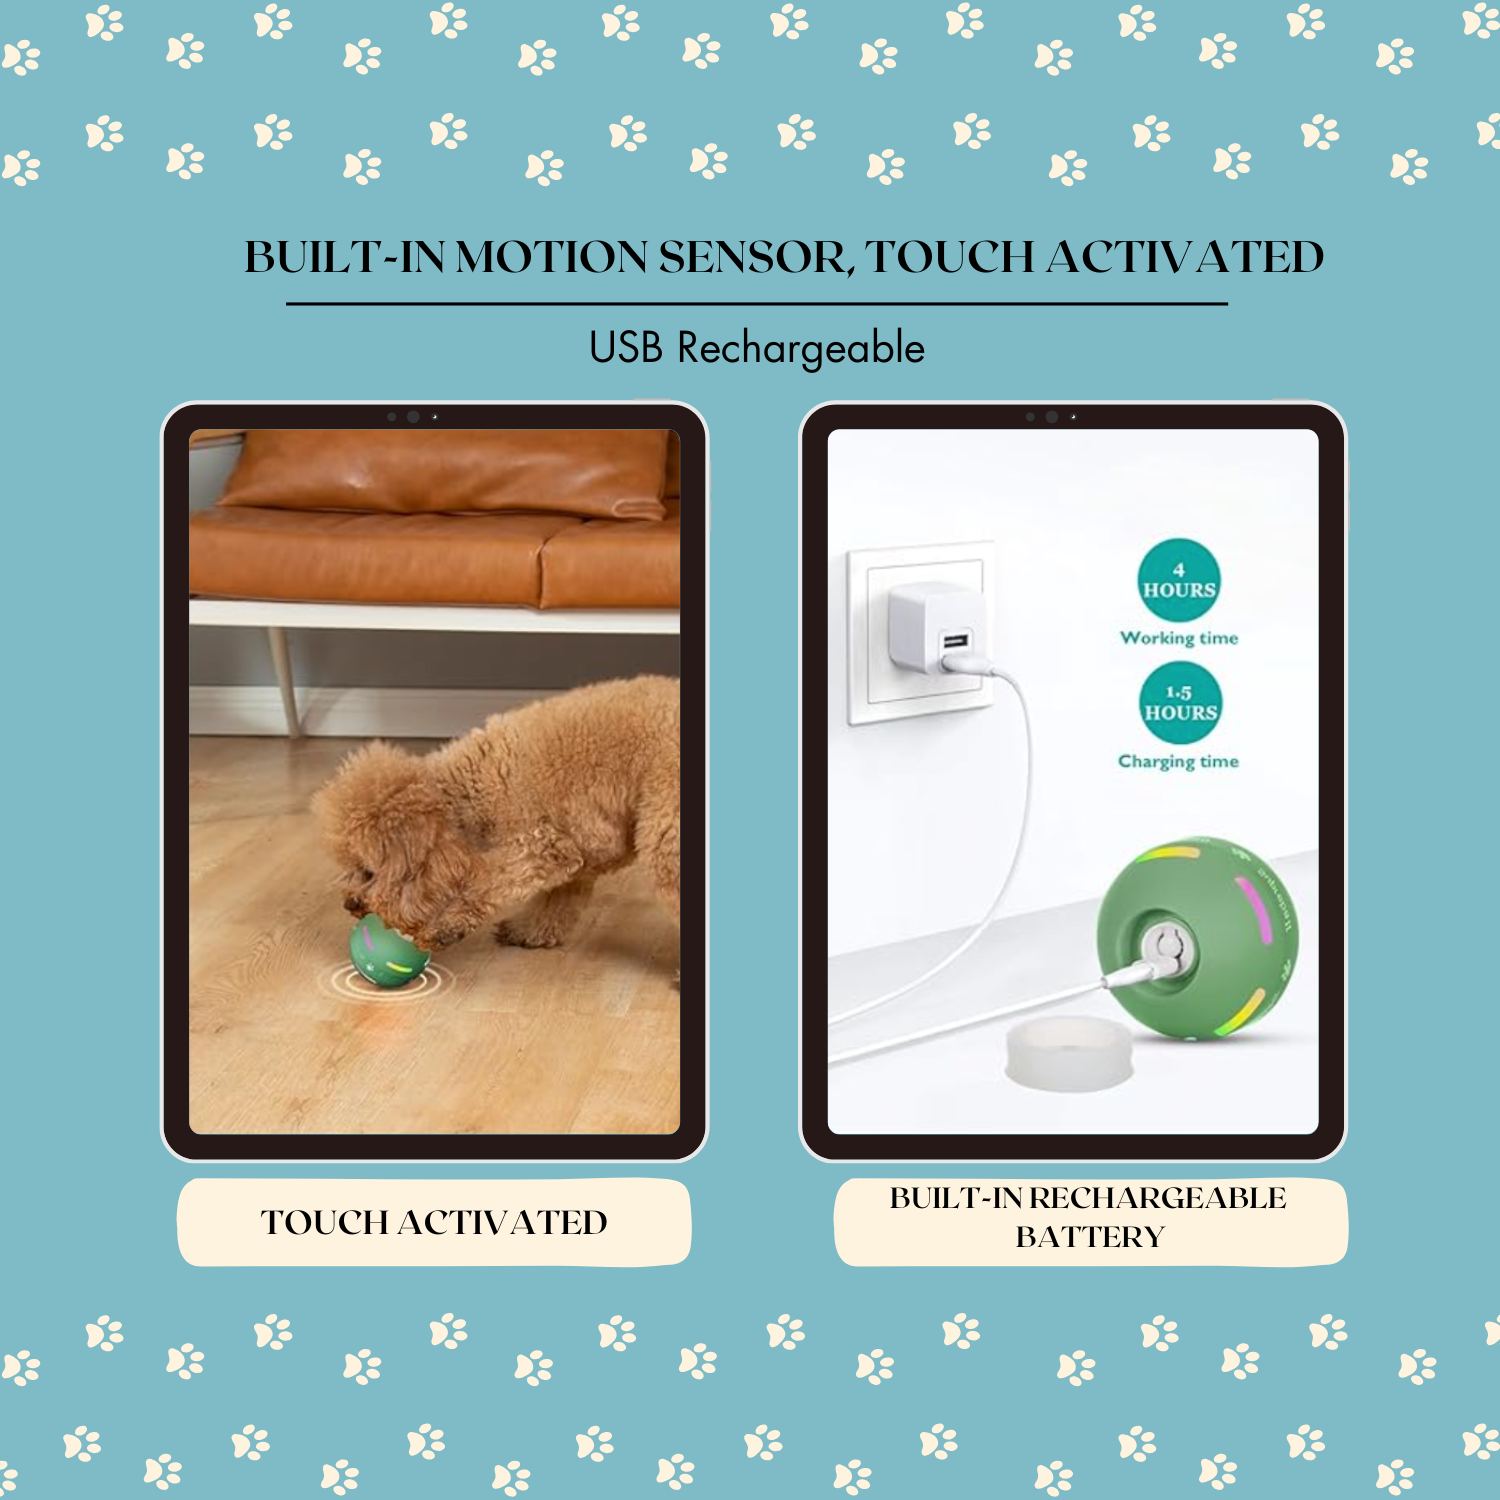 BUILT-IN MOTION SENSOR, TOUCH ACTIVATED
USB Rechargeable
4
HOURS
Working time
1.5
HOURS
Charging time
TOUCH ACTIVATED
BUILT-IN RECHARGEABLE
BATTERY